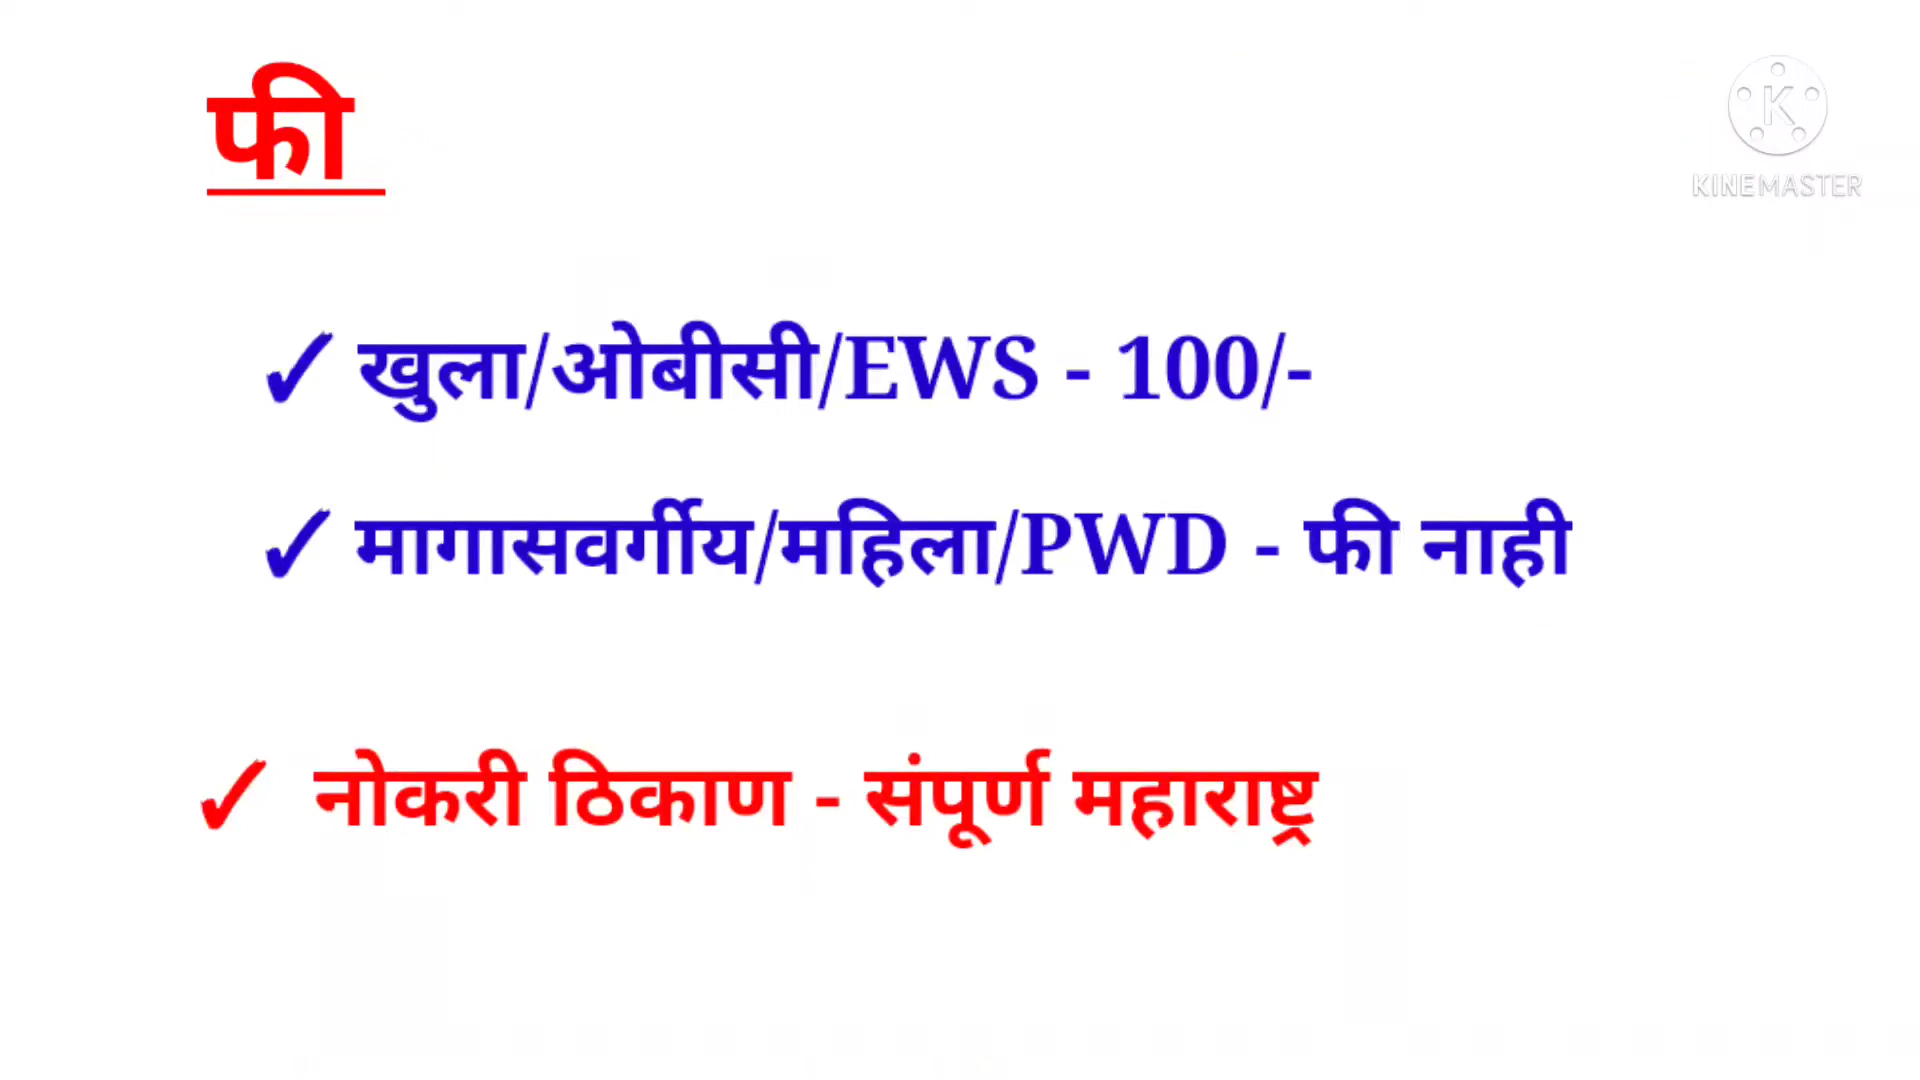 फी
KINEMASTER
✓ खुला/ओबीसी/EWS - 100/-
✓ मागासवर्गीय/महिला/PWD - फी नाही
✓ नोकरी ठिकाण - संपूर्ण महाराष्ट्र